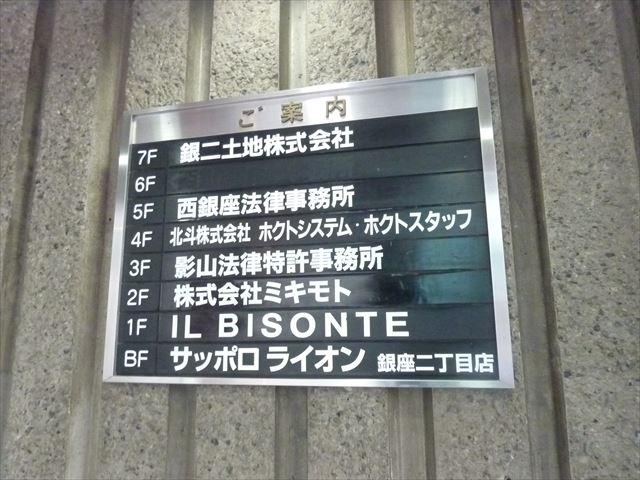 ご案内
7F 銀二土地株式会社
6F
5F 西銀座法律事務所
4F 北斗株式会社 ホクトシステム・ホクトスタッフ
3F 影山法律特許事務所
2F 株式会社ミキモト
1F IL BISONTE
BF サッポロ ライオン 銀座二丁目店